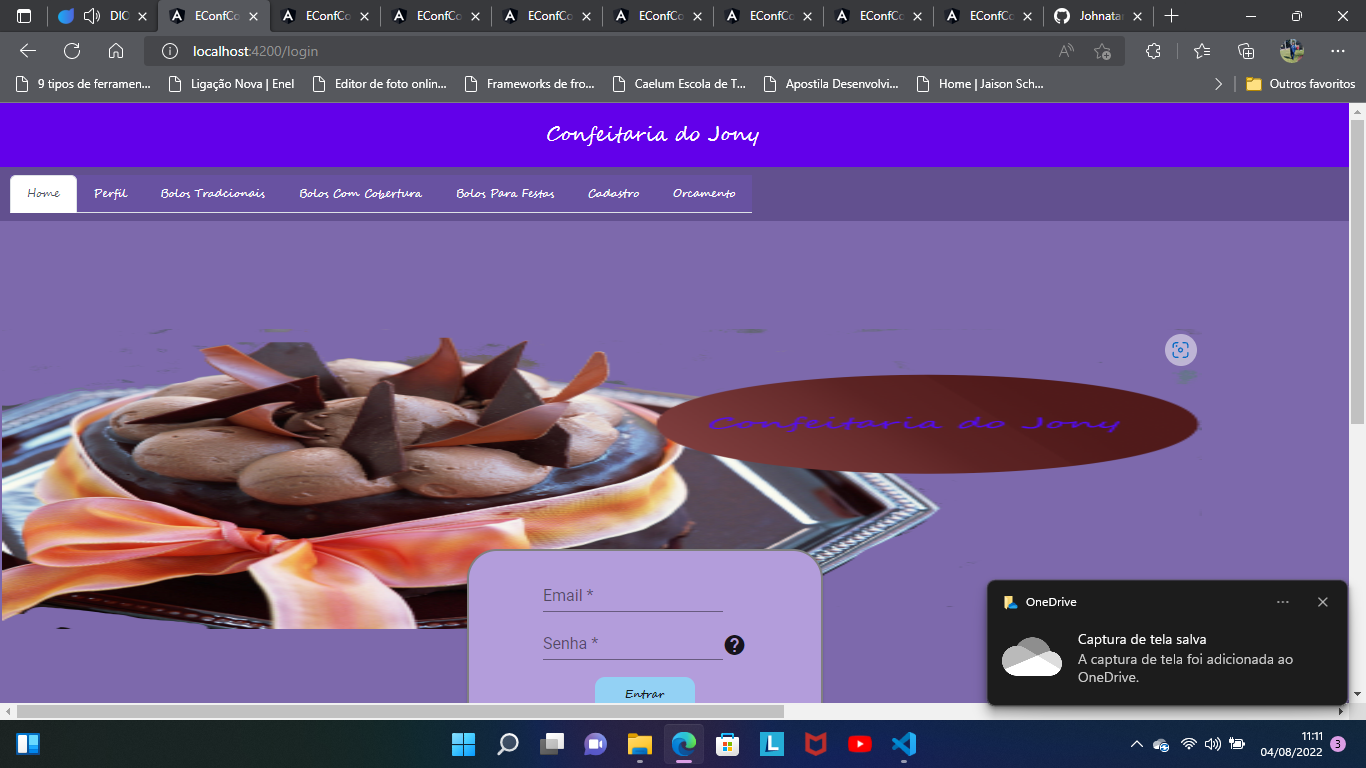 DIO
EConfCo
EConfCo
EConfCo
EConfCo
EConfCo
EConfCo
EConfCo
EConfCo
Johnatan
localhost:4200/login
9 tipos de ferramen...
Ligação Nova | Enel
Editor de foto onlin...
Frameworks de fro...
Caelum Escola de T...
Apostila Desenvolvi...
Home | Jaison Sch...
Outros favoritos
Confeitaria do Jony
Home
Perfil
Bolos Tradcionais
Bolos Com Cobertura
Bolos Para Festas
Cadastro
Orcamento
Confeitaria do Jony
Email *
Senha *
?
Entrar
OneDrive
Captura de tela salva
A captura de tela foi adicionada ao
OneDrive.
11:11
04/08/2022
3